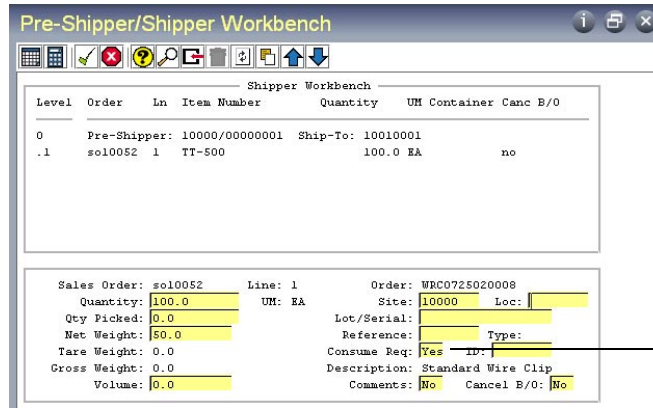 Pre-Shipper/Shipper Workbench
Shipper Workbench
Level Order Ln Item Number Quantity UM Container Canc B/O
0 Pre-Shipper: 10000/00000001 Ship-To: 10010001
.1 so10052 1 TT-500 100.0 EA no
Sales Order: so10052 Line: 1 Order: WRC0725020008
Quantity: 100.0 UM: EA Site: 10000 Loc:
Qty Picked: 0.0 Lot/Serial:
Net Weight: 50.0 Reference: Type:
Tare Weight: 0.0 Consume Req: Yes ID:
Gross Weight: 0.0 Description: Standard Wire Clip
Volume: 0.0 Comments: No Cancel B/O: No